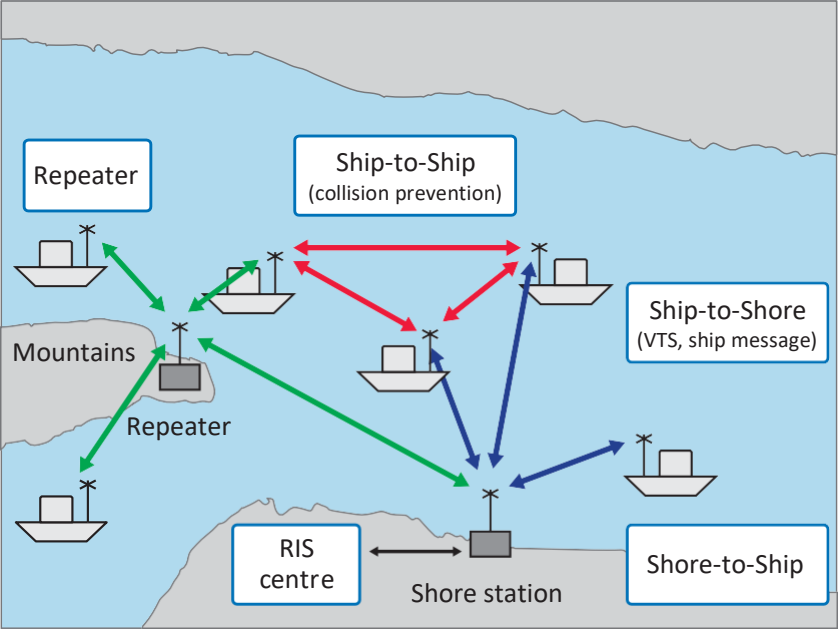 Repeater
Ship-to-Ship
(collision prevention)
Ship-to-Shore
(VTS, ship message)
Mountains
Repeater
RIS
centre
Shore station
Shore-to-Ship